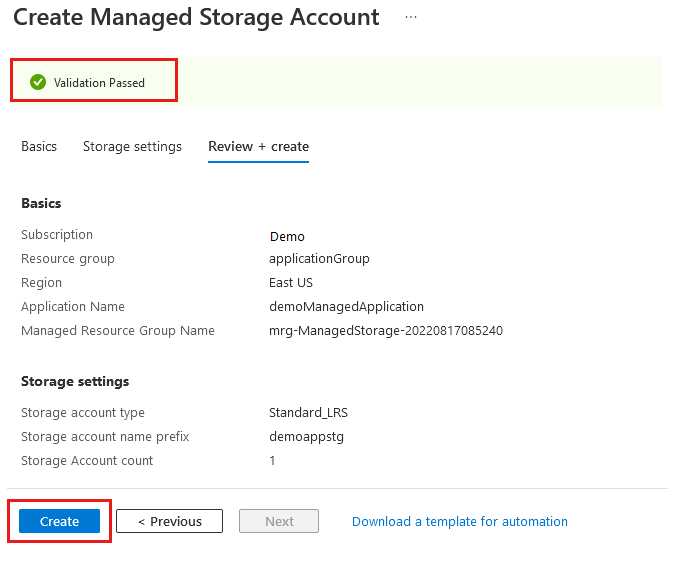 Create Managed Storage Account ...
Validation Passed
Basics Storage settings Review + create
Basics
Subscription Demo
Resource group applicationGroup
Region East US
Application Name demoManagedApplication
Managed Resource Group Name mrg-ManagedStorage-20220817085240
Storage settings
Storage account type Standard_LRS
Storage account name prefix demoappstg
Storage Account count 1
Create < Previous Next Download a template for automation